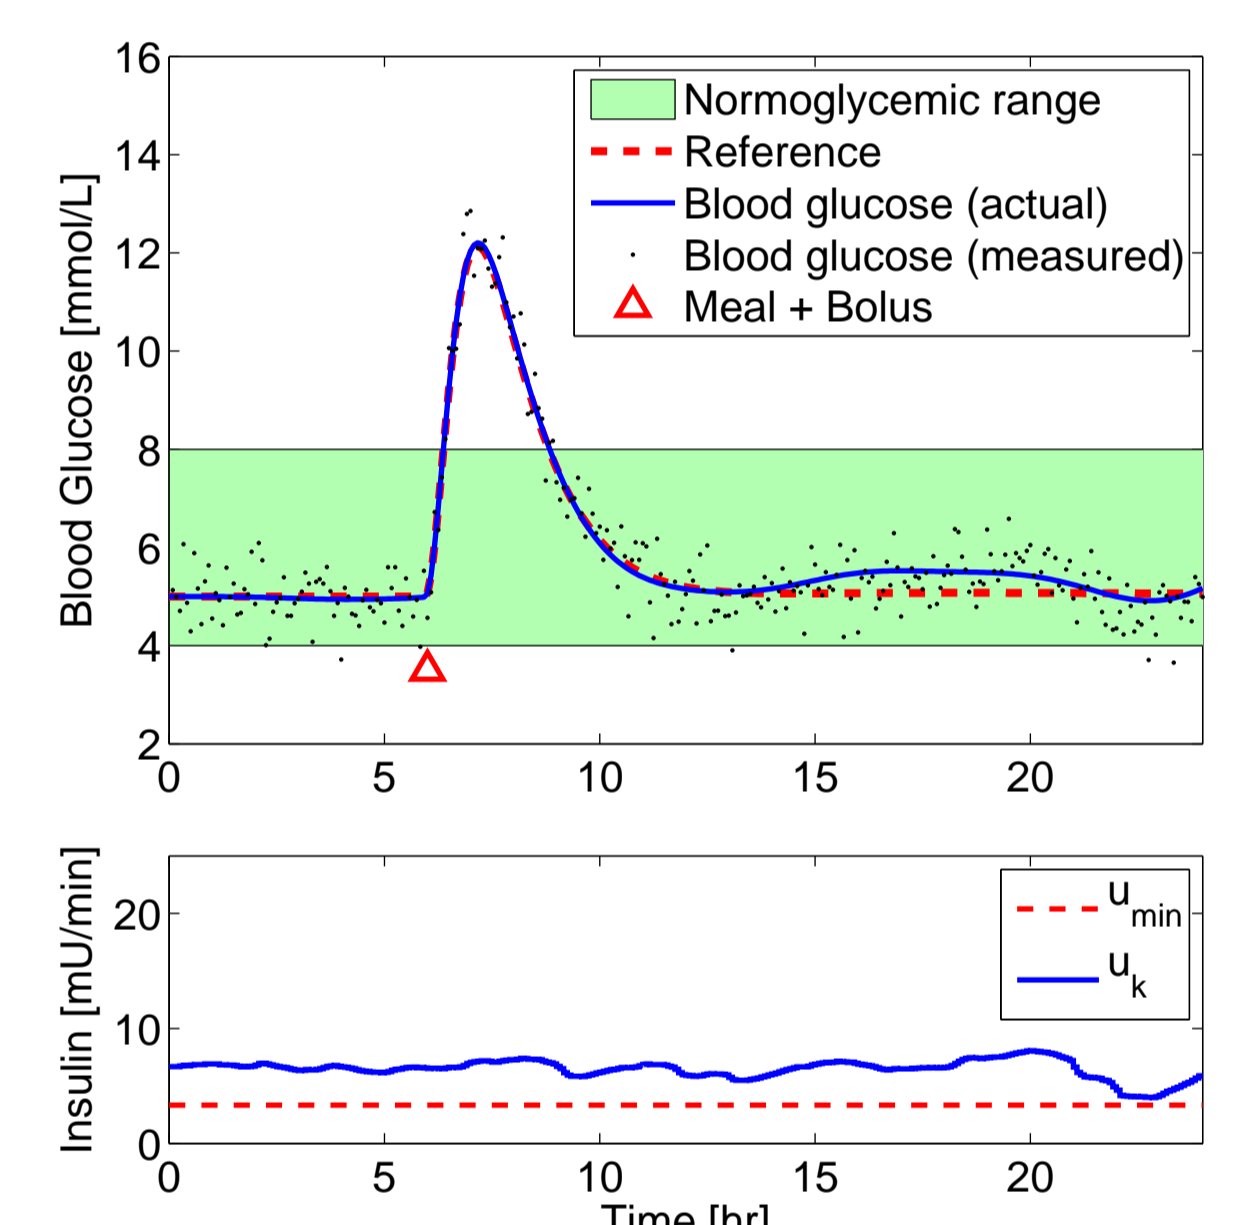 16
14
12
10
8
6
4
2
Blood Glucose [mmol/L]
Normoglycemic range
Reference
Blood glucose (actual)
Blood glucose (measured)
Meal + Bolus
0 5 10 15 20
20
10
0
Insulin [mU/min]
u_min
u_k
0 5 10 15 20
Time [hr]